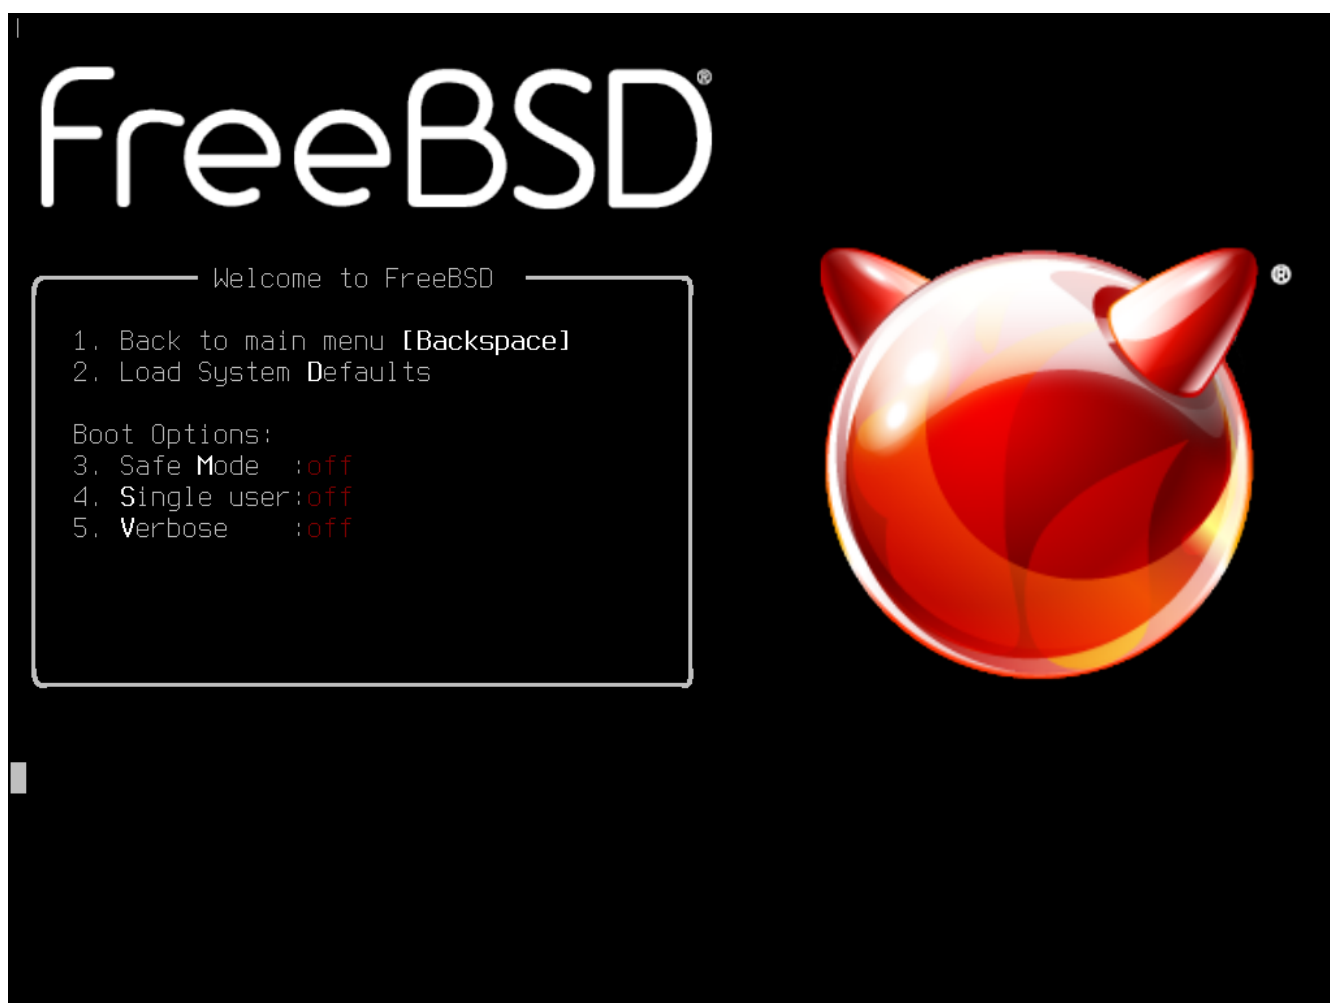 FreeBSD®
Welcome to FreeBSD
®
1. Back to main menu [Backspace]
2. Load System Defaults
Boot Options:
3. Safe Mode  :off
4. Single user:off
5. Verbose    :off